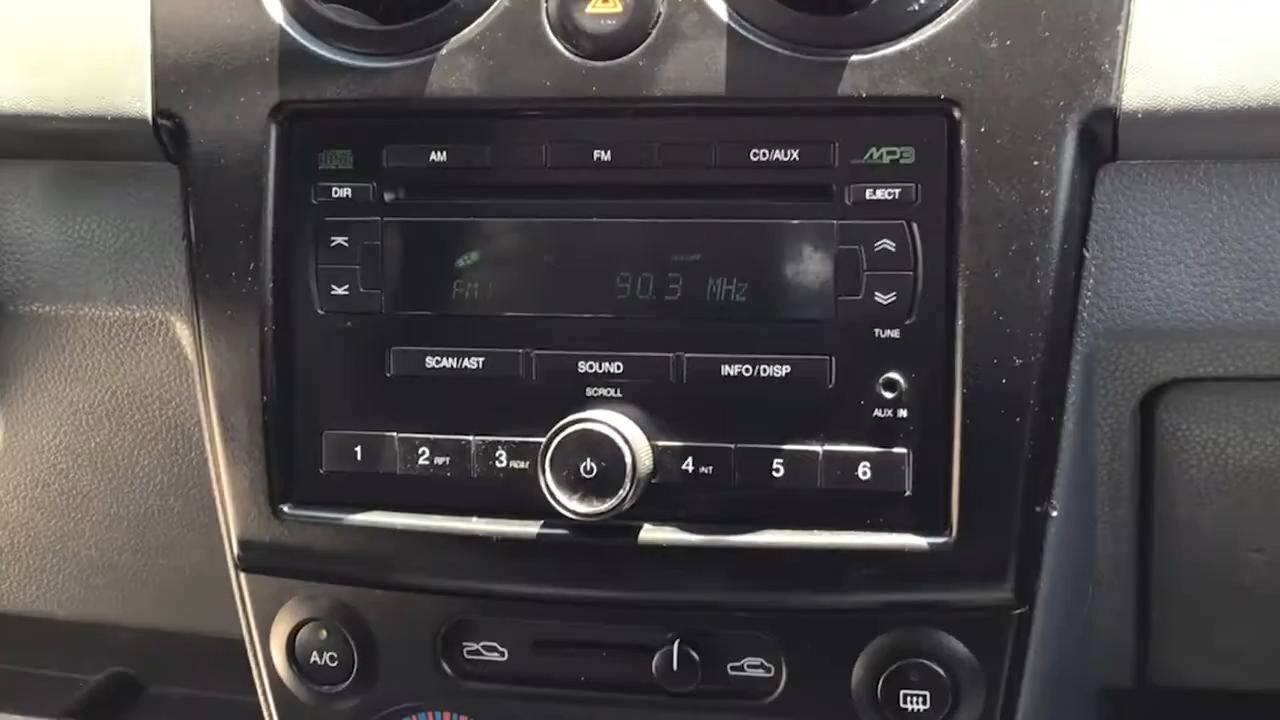 AM FM CD/AUX MP3
DIR EJECT
FM1 90.3 MHz
TUNE
SCAN/AST SOUND INFO/DISP
SCROLL
AUX IN
1 2 RPT 3 RDM 4 INT 5 6
A/C